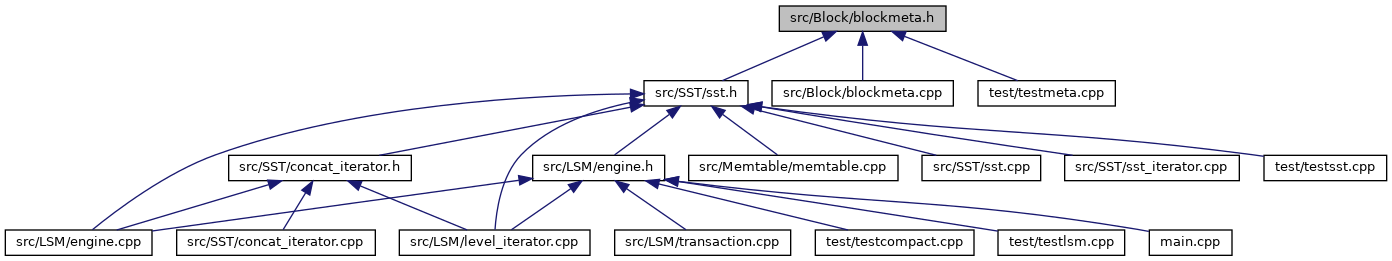 src/Block/blockmeta.h
src/SST/sst.h
src/Block/blockmeta.cpp
test/testmeta.cpp
src/SST/concat_iterator.h
src/LSM/engine.h
src/Memtable/memtable.cpp
src/SST/sst.cpp
src/SST/sst_iterator.cpp
test/testsst.cpp
src/LSM/engine.cpp
src/SST/concat_iterator.cpp
src/LSM/level_iterator.cpp
src/LSM/transaction.cpp
test/testcompact.cpp
test/testlsm.cpp
main.cpp